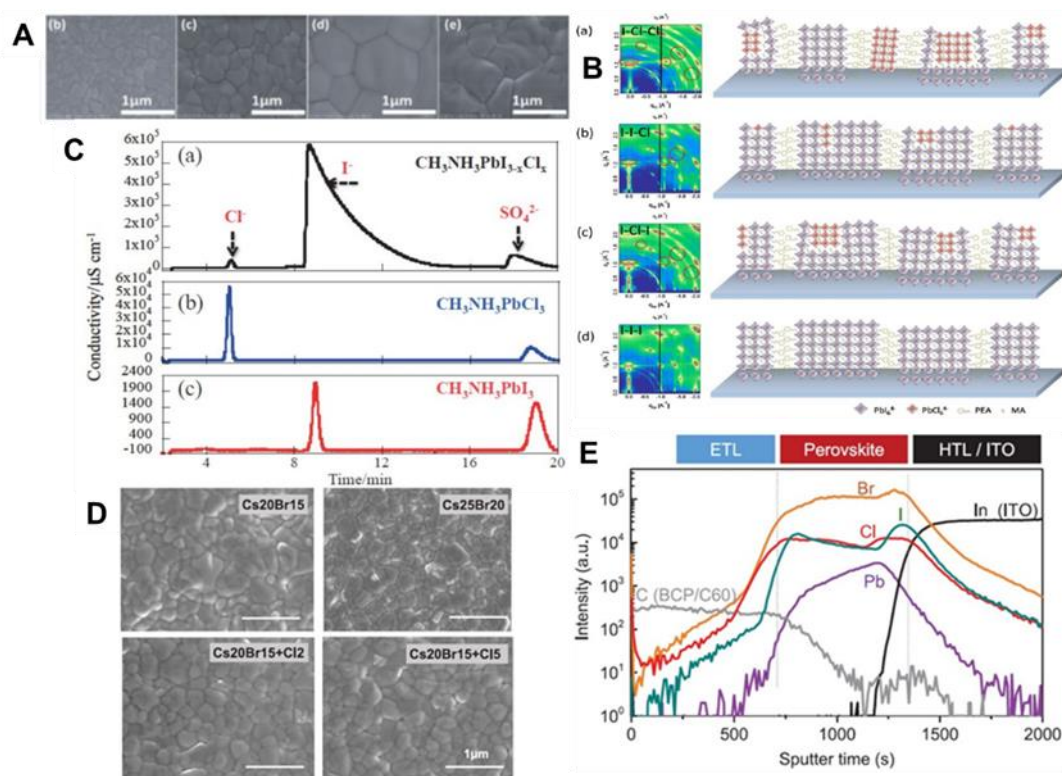 A
(b)
(c)
(d)
(e)
1μm
1μm
1μm
1μm
B
(a)
I-Cl-Cl
(b)
I-I-Cl
(c)
I-Cl-I
(d)
I-I-I
PEA
MA
C
6x10⁵
5x10⁵
4x10⁵
3x10⁵
2x10⁵
1x10⁵
0
(a)
CH₃NH₃PbI₃₋ₓClₓ
I⁻
Cl⁻
SO₄²⁻
5x10⁴
4x10⁴
3x10⁴
2x10⁴
1x10⁴
0
(b)
CH₃NH₃PbCl₃
2400
1900
1400
900
400
-100
(c)
CH₃NH₃PbI₃
Conductivity/μS cm⁻¹
4
8
12
16
20
Time/min
D
Cs20Br15
Cs25Br20
Cs20Br15+Cl2
Cs20Br15+Cl5
1μm
E
ETL
Perovskite
HTL / ITO
Br
In (ITO)
I
Cl
Pb
C (BCP/C60)
Intensity (a.u.)
10⁵
10⁴
10³
10²
10¹
10⁰
0
500
1000
1500
2000
Sputter time (s)